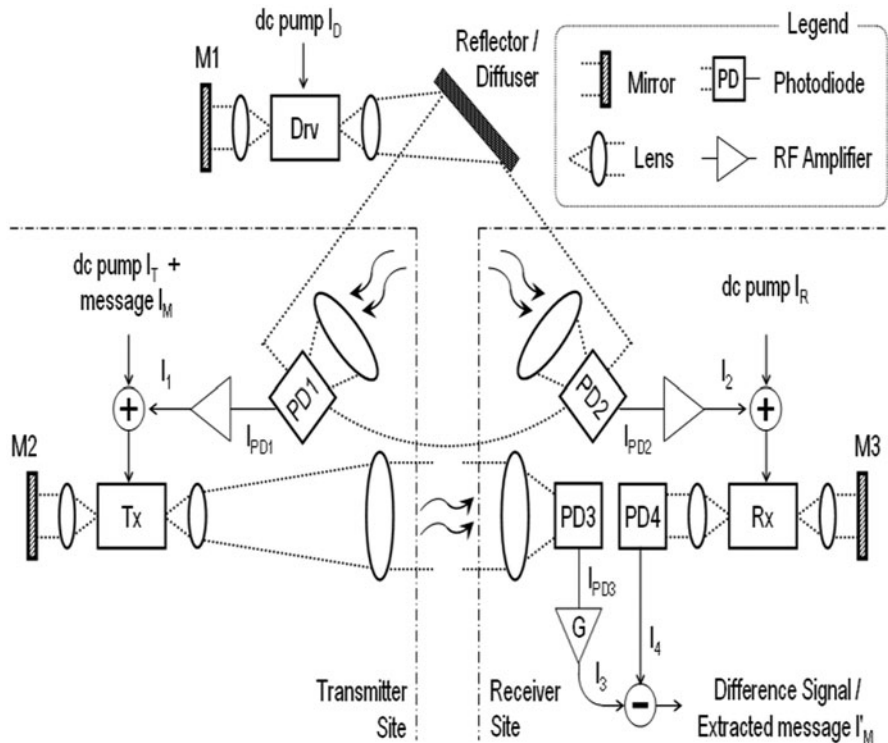 dc pump I_D
M1
Drv
Reflector /
Diffuser
Legend
Mirror
PD
Photodiode
Lens
RF Amplifier
dc pump I_T +
message I_M
I_1
I_PD1
PD1
M2
Tx
PD2
I_PD2
I_2
dc pump I_R
M3
PD3
PD4
Rx
I_PD3
G
I_3
I_4
Transmitter
Site
Receiver
Site
Difference Signal /
Extracted message I'_M